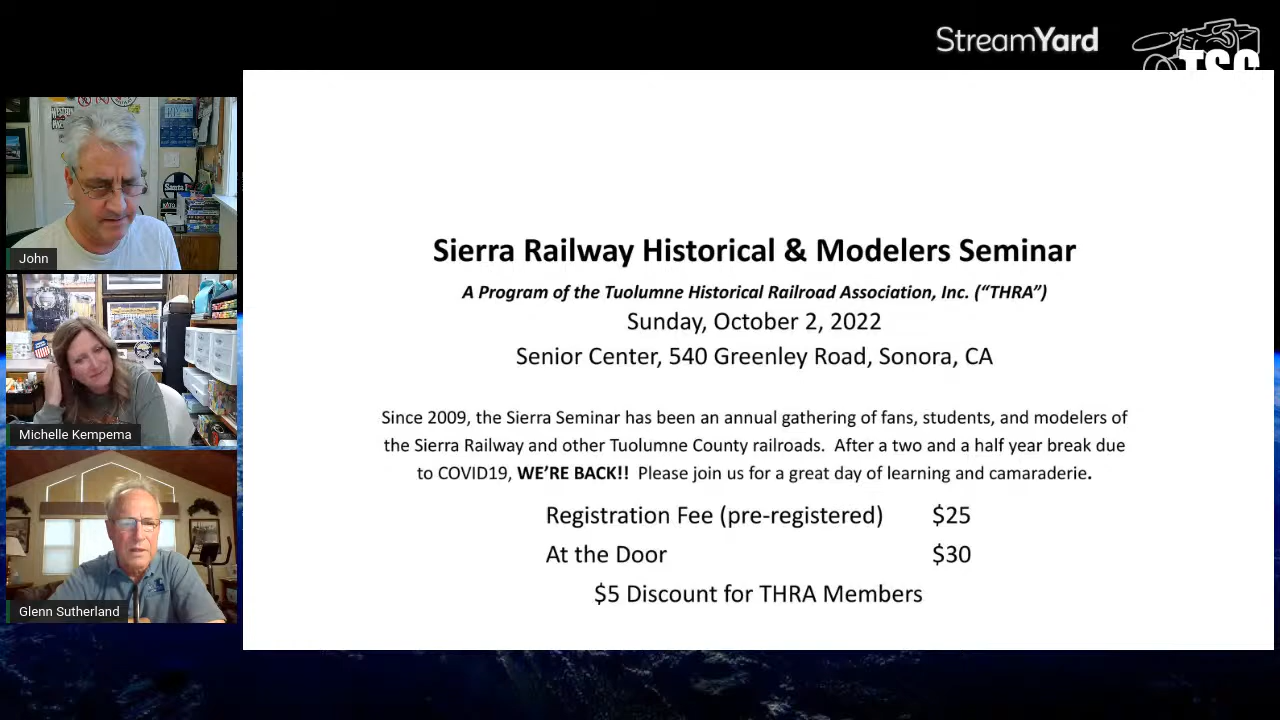 StreamYard
TSC
Santa Fe
John
Michelle Kempema
Glenn Sutherland
Sierra Railway Historical & Modelers Seminar
A Program of the Tuolumne Historical Railroad Association, Inc. (“THRA”)
Sunday, October 2, 2022
Senior Center, 540 Greenley Road, Sonora, CA
Since 2009, the Sierra Seminar has been an annual gathering of fans, students, and modelers of
the Sierra Railway and other Tuolumne County railroads. After a two and a half year break due
to COVID19, WE’RE BACK!! Please join us for a great day of learning and camaraderie.
Registration Fee (pre-registered) $25
At the Door $30
$5 Discount for THRA Members